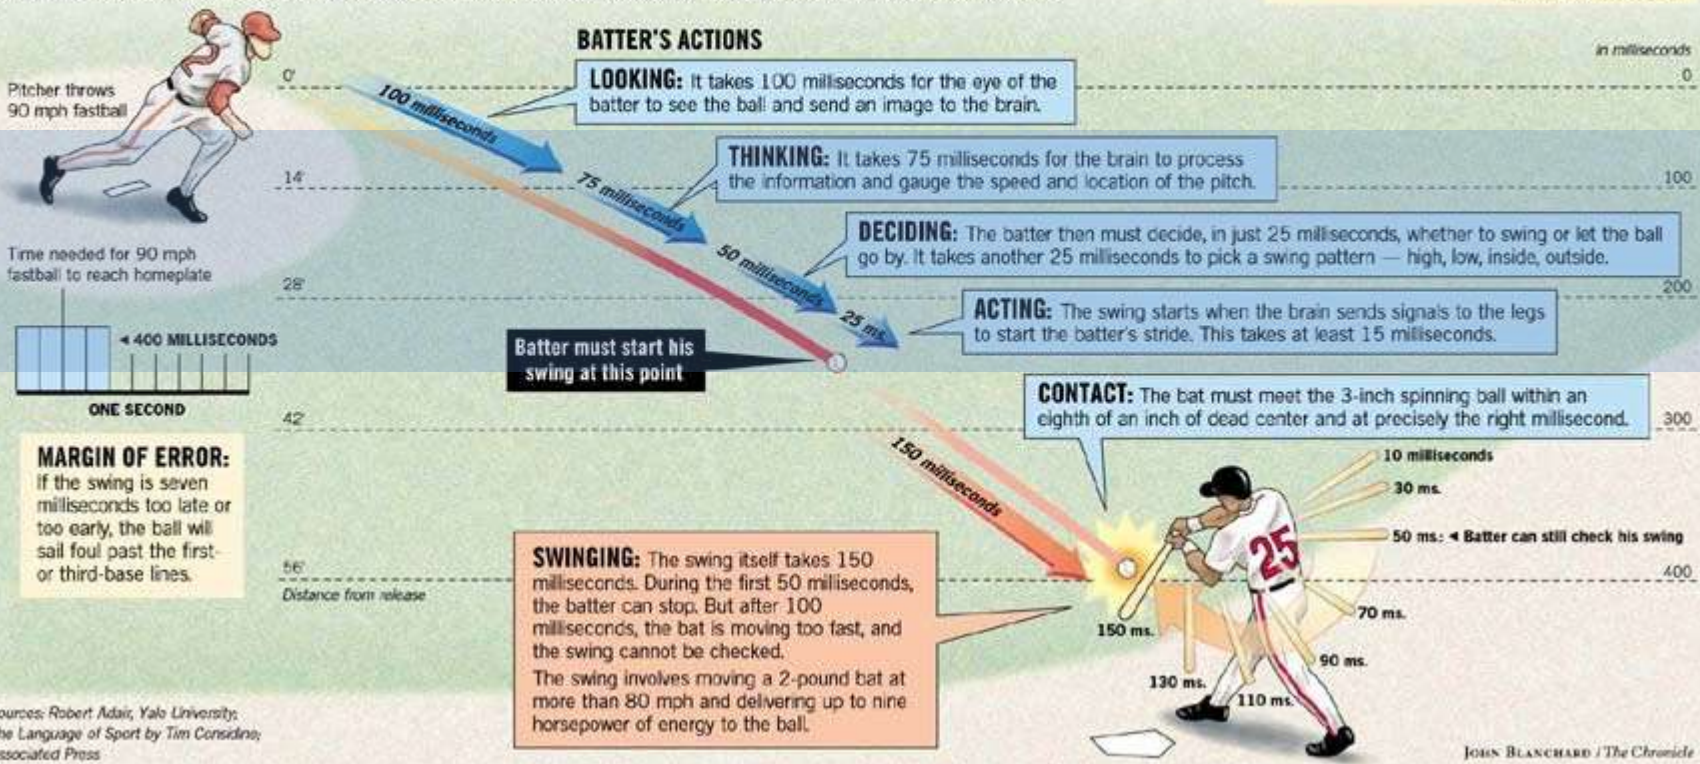 in milliseconds
0
Pitcher throws
90 mph fastball
0'
BATTER'S ACTIONS
LOOKING: It takes 100 milliseconds for the eye of the
batter to see the ball and send an image to the brain.
100 milliseconds
THINKING: It takes 75 milliseconds for the brain to process
the information and gauge the speed and location of the pitch.
75 milliseconds
14'
100
DECIDING: The batter then must decide, in just 25 milliseconds, whether to swing or let the ball
go by. It takes another 25 milliseconds to pick a swing pattern — high, low, inside, outside.
50 milliseconds
Time needed for 90 mph
fastball to reach homeplate
28'
200
ACTING: The swing starts when the brain sends signals to the legs
to start the batter's stride. This takes at least 15 milliseconds.
25 ms.
◄ 400 MILLISECONDS
ONE SECOND
Batter must start his
swing at this point
CONTACT: The bat must meet the 3-inch spinning ball within an
eighth of an inch of dead center and at precisely the right millisecond.
42'
300
MARGIN OF ERROR:
If the swing is seven
milliseconds too late or
too early, the ball will
sail foul past the first-
or third-base lines.
150 milliseconds
10 milliseconds
30 ms.
50 ms.: ◄ Batter can still check his swing
25
56'
Distance from release
400
SWINGING: The swing itself takes 150
milliseconds. During the first 50 milliseconds,
the batter can stop. But after 100
milliseconds, the bat is moving too fast, and
the swing cannot be checked.
The swing involves moving a 2-pound bat at
more than 80 mph and delivering up to nine
horsepower of energy to the ball.
70 ms.
90 ms.
110 ms.
130 ms.
150 ms.
ources: Robert Adair, Yale University;
he Language of Sport by Tim Considine;
ssociated Press
JOHN BLANCHARD / The Chronicle